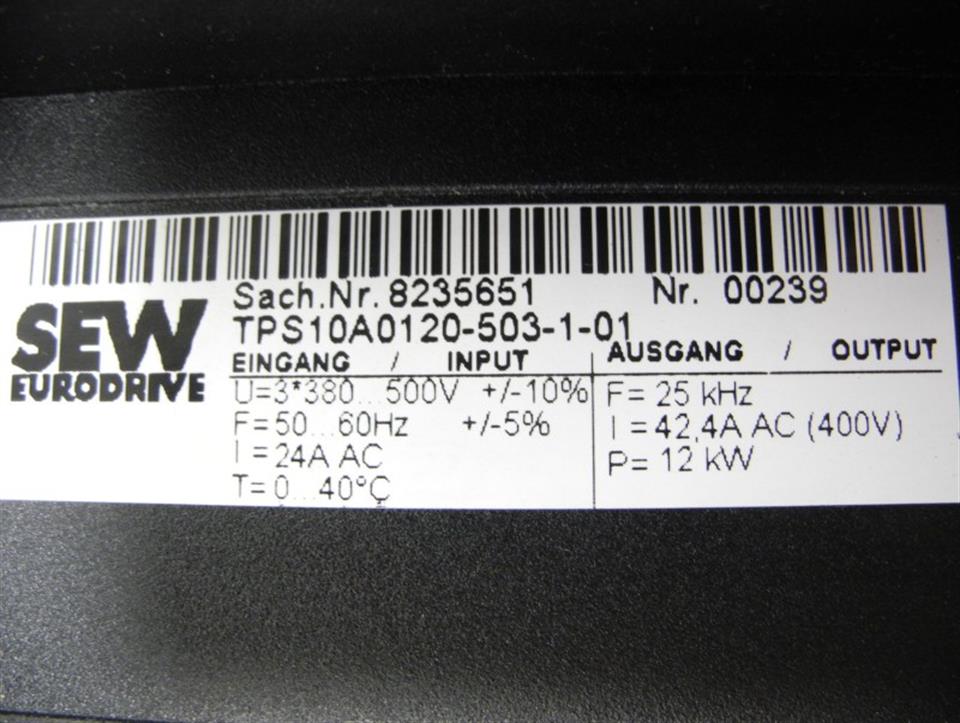 SEW
EURODRIVE
Sach.Nr. 8235651 Nr. 00239
TPS10A0120-503-1-01
EINGANG / INPUT
U=3*380...500V +/-10%
F=50...60Hz +/-5%
I=24A AC
T=0...40°C
AUSGANG / OUTPUT
F=25 kHz
I=42,4A AC (400V)
P=12 kW